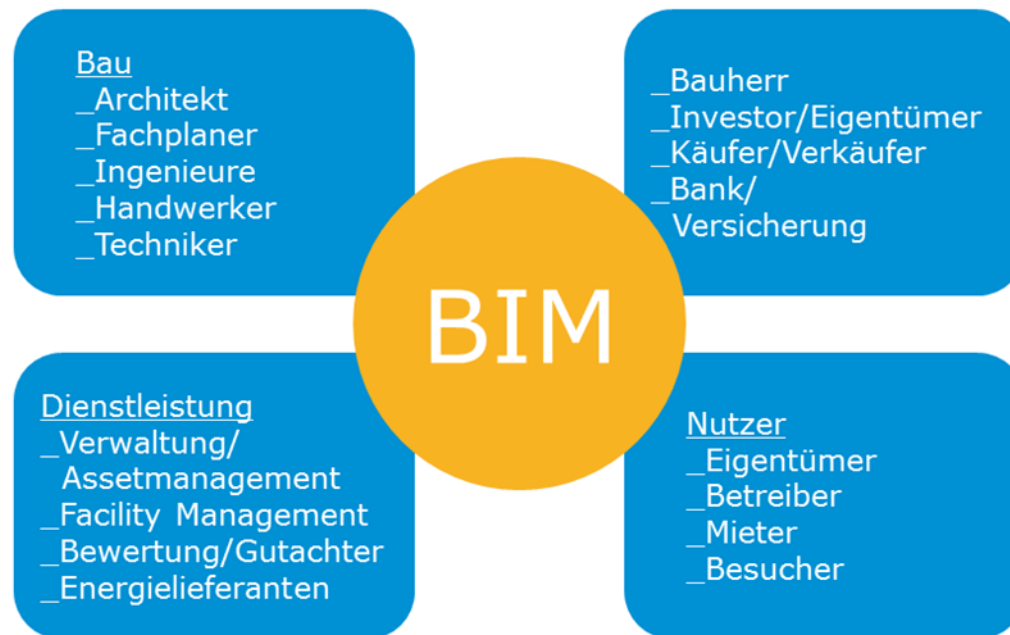 Bau
_Architekt
_Fachplaner
_Ingenieure
_Handwerker
_Techniker
_Bauherr
_Investor/Eigentümer
_Käufer/Verkäufer
_Bank/
Versicherung
BIM
Dienstleistung
_Verwaltung/
Assetmanagement
_Facility Management
_Bewertung/Gutachter
_Energielieferanten
Nutzer
_Eigentümer
_Betreiber
_Mieter
_Besucher